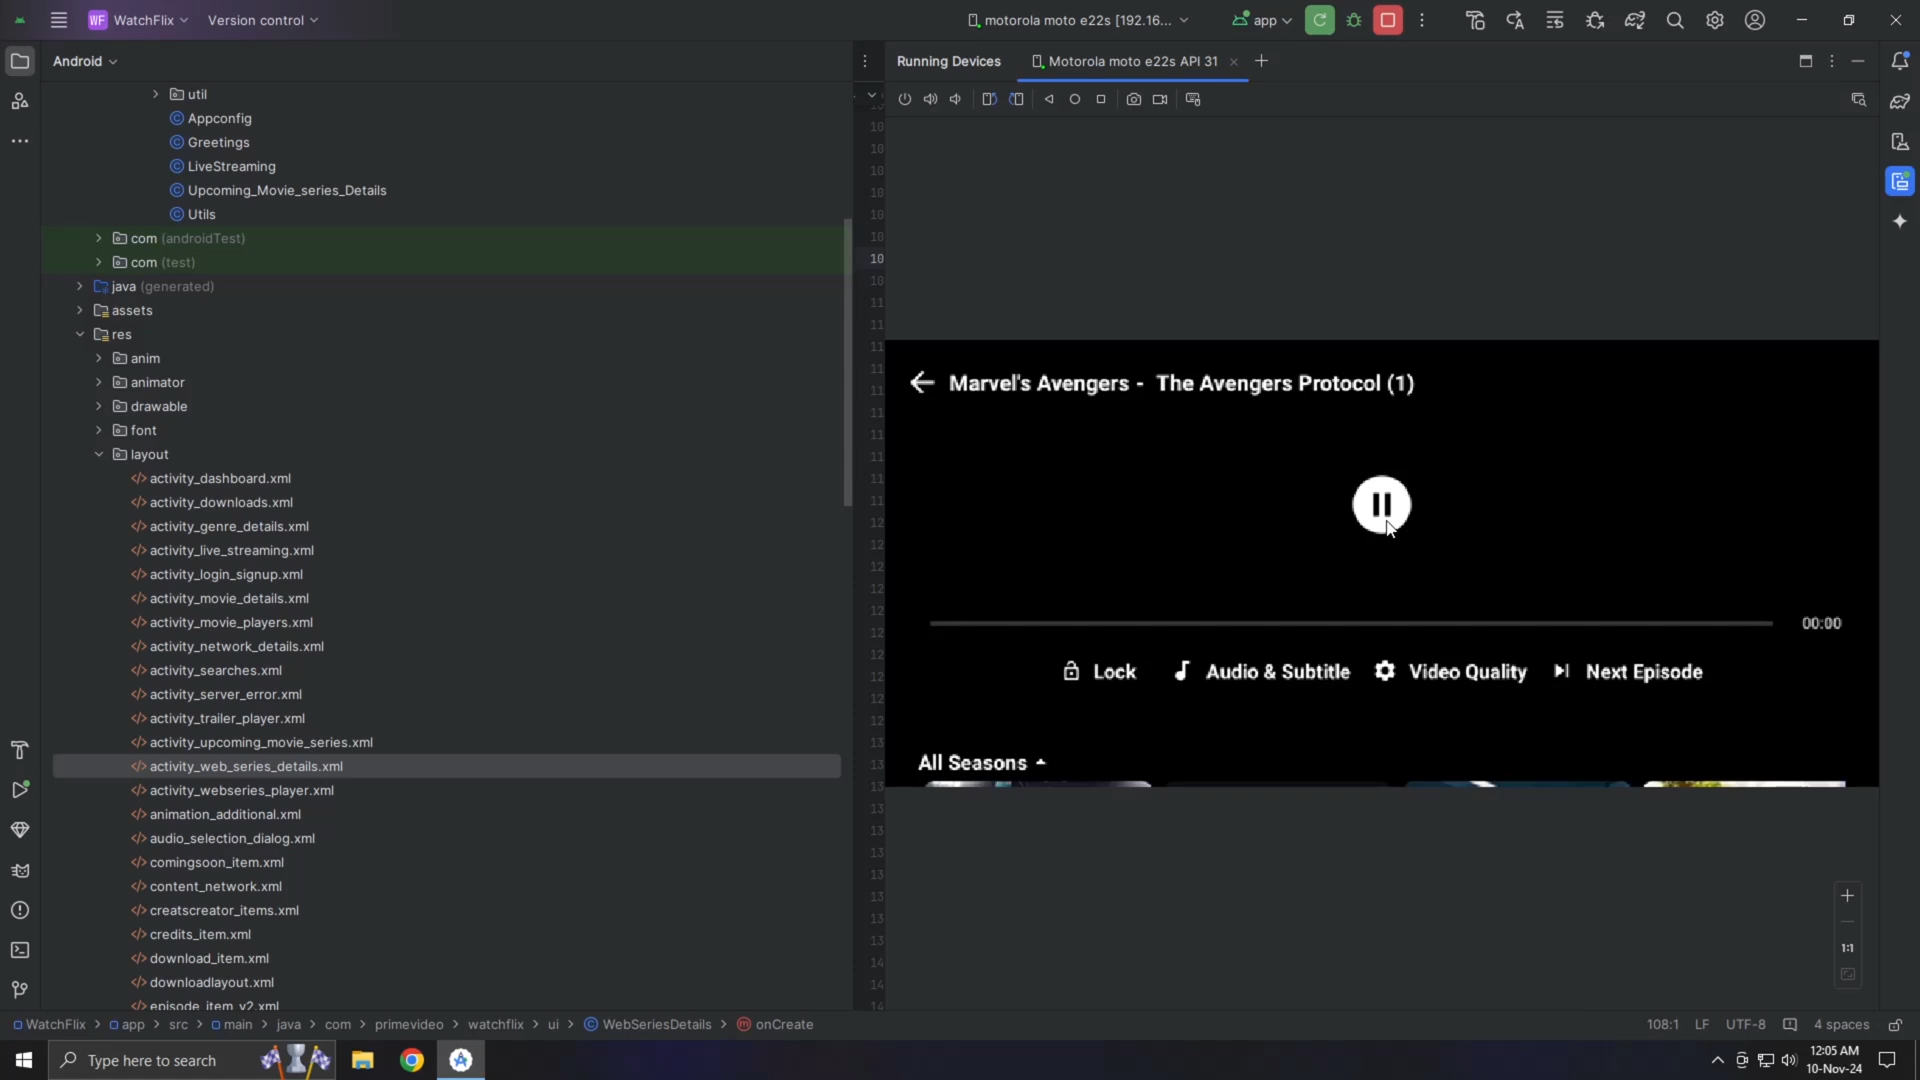 WF WatchFlix Version control motorola moto e22s [192.16... app
Android Running Devices Motorola moto e22s API 31
util
Appconfig
Greetings
LiveStreaming
Upcoming_Movie_series_Details
Utils
com (androidTest)
com (test)
java (generated)
assets
res
anim
animator
drawable
font
layout
activity_dashboard.xml
activity_downloads.xml
activity_genre_details.xml
activity_live_streaming.xml
activity_login_signup.xml
activity_movie_details.xml
activity_movie_players.xml
activity_network_details.xml
activity_searches.xml
activity_server_error.xml
activity_trailer_player.xml
activity_upcoming_movie_series.xml
activity_web_series_details.xml
activity_webseries_player.xml
animation_additional.xml
audio_selection_dialog.xml
comingsoon_item.xml
content_network.xml
creatscreator_items.xml
credits_item.xml
download_item.xml
downloadlayout.xml
episode_item_v2.xml
Marvel's Avengers - The Avengers Protocol (1)
00:00
Lock Audio & Subtitle Video Quality Next Episode
All Seasons
1:1
WatchFlix > app > src > main > java > com > primevideo > watchflix > ui > WebSeriesDetails > onCreate 108:1 LF UTF-8 4 spaces
Type here to search
12:05 AM
10-Nov-24